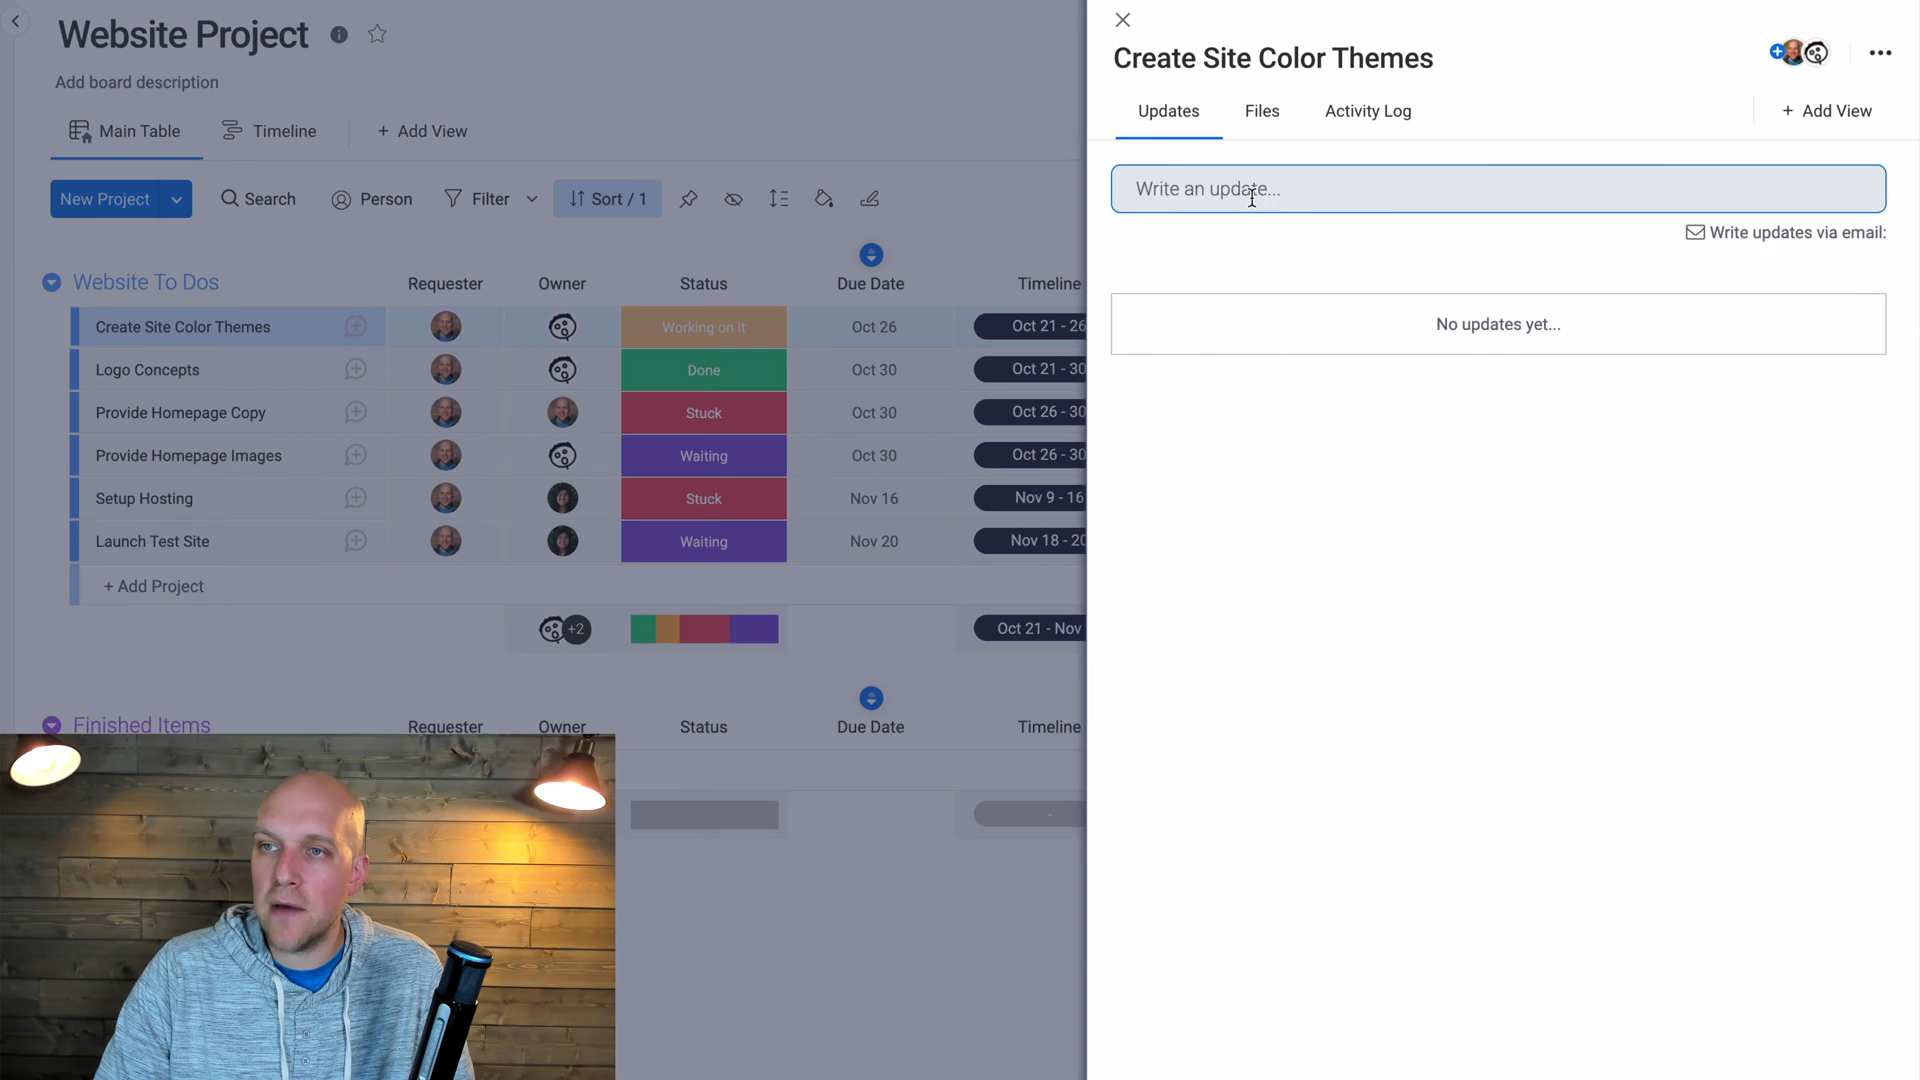 Website Project
Add board description
Main Table
Timeline
+ Add View
New Project
Search
Person
Filter
Sort / 1
Website To Dos
Requester
Owner
Status
Due Date
Timeline
Create Site Color Themes
Working on it
Oct 26
Oct 21 - 26
Logo Concepts
Done
Oct 30
Oct 21 - 30
Provide Homepage Copy
Stuck
Oct 30
Oct 26 - 30
Provide Homepage Images
Waiting
Oct 30
Oct 26 - 30
Setup Hosting
Stuck
Nov 16
Nov 9 - 16
Launch Test Site
Waiting
Nov 20
Nov 18 - 20
+ Add Project
+2
Oct 21 - Nov
Finished Items
Requester
Owner
Status
Due Date
Timeline
-
Create Site Color Themes
Updates
Files
Activity Log
+ Add View
Write an update...
Write updates via email:
No updates yet...